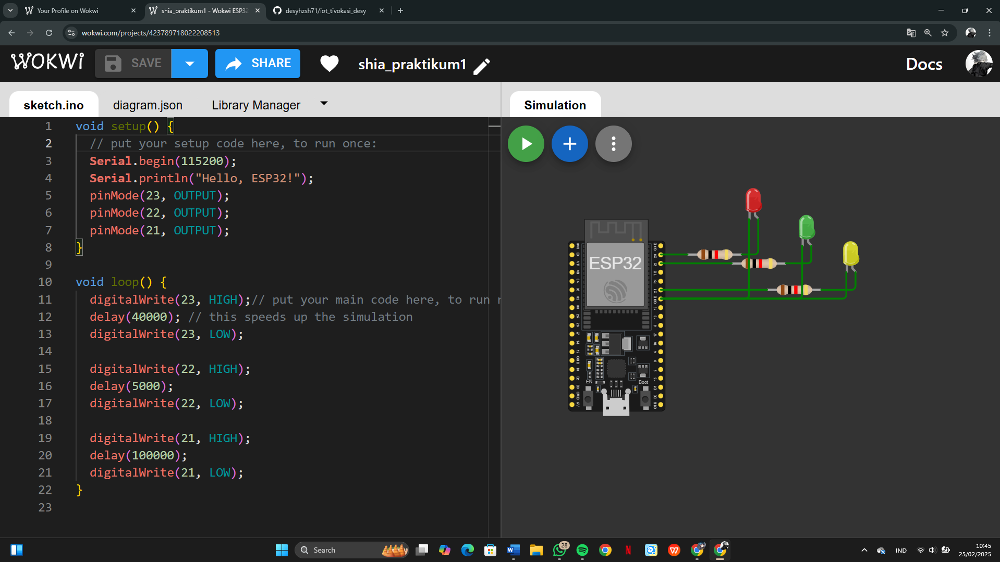 Your Profile on Wokwi
shia_praktikum1 - Wokwi ESP32
desyhzsh71/iot_tivokasi_desy
wokwi.com/projects/423789718022208513
WOKWi
SAVE
SHARE
shia_praktikum1
Docs
sketch.ino
diagram.json
Library Manager
Simulation
1 void setup() {
2 // put your setup code here, to run once:
3 Serial.begin(115200);
4 Serial.println("Hello, ESP32!");
5 pinMode(23, OUTPUT);
6 pinMode(22, OUTPUT);
7 pinMode(21, OUTPUT);
8 }
9
10 void loop() {
11 digitalWrite(23, HIGH);// put your main code here, to run
12 delay(40000); // this speeds up the simulation
13 digitalWrite(23, LOW);
14
15 digitalWrite(22, HIGH);
16 delay(5000);
17 digitalWrite(22, LOW);
18
19 digitalWrite(21, HIGH);
20 delay(100000);
21 digitalWrite(21, LOW);
22 }
23
ESP32
EN
Boot
Search
28
IND
10:45
25/02/2025